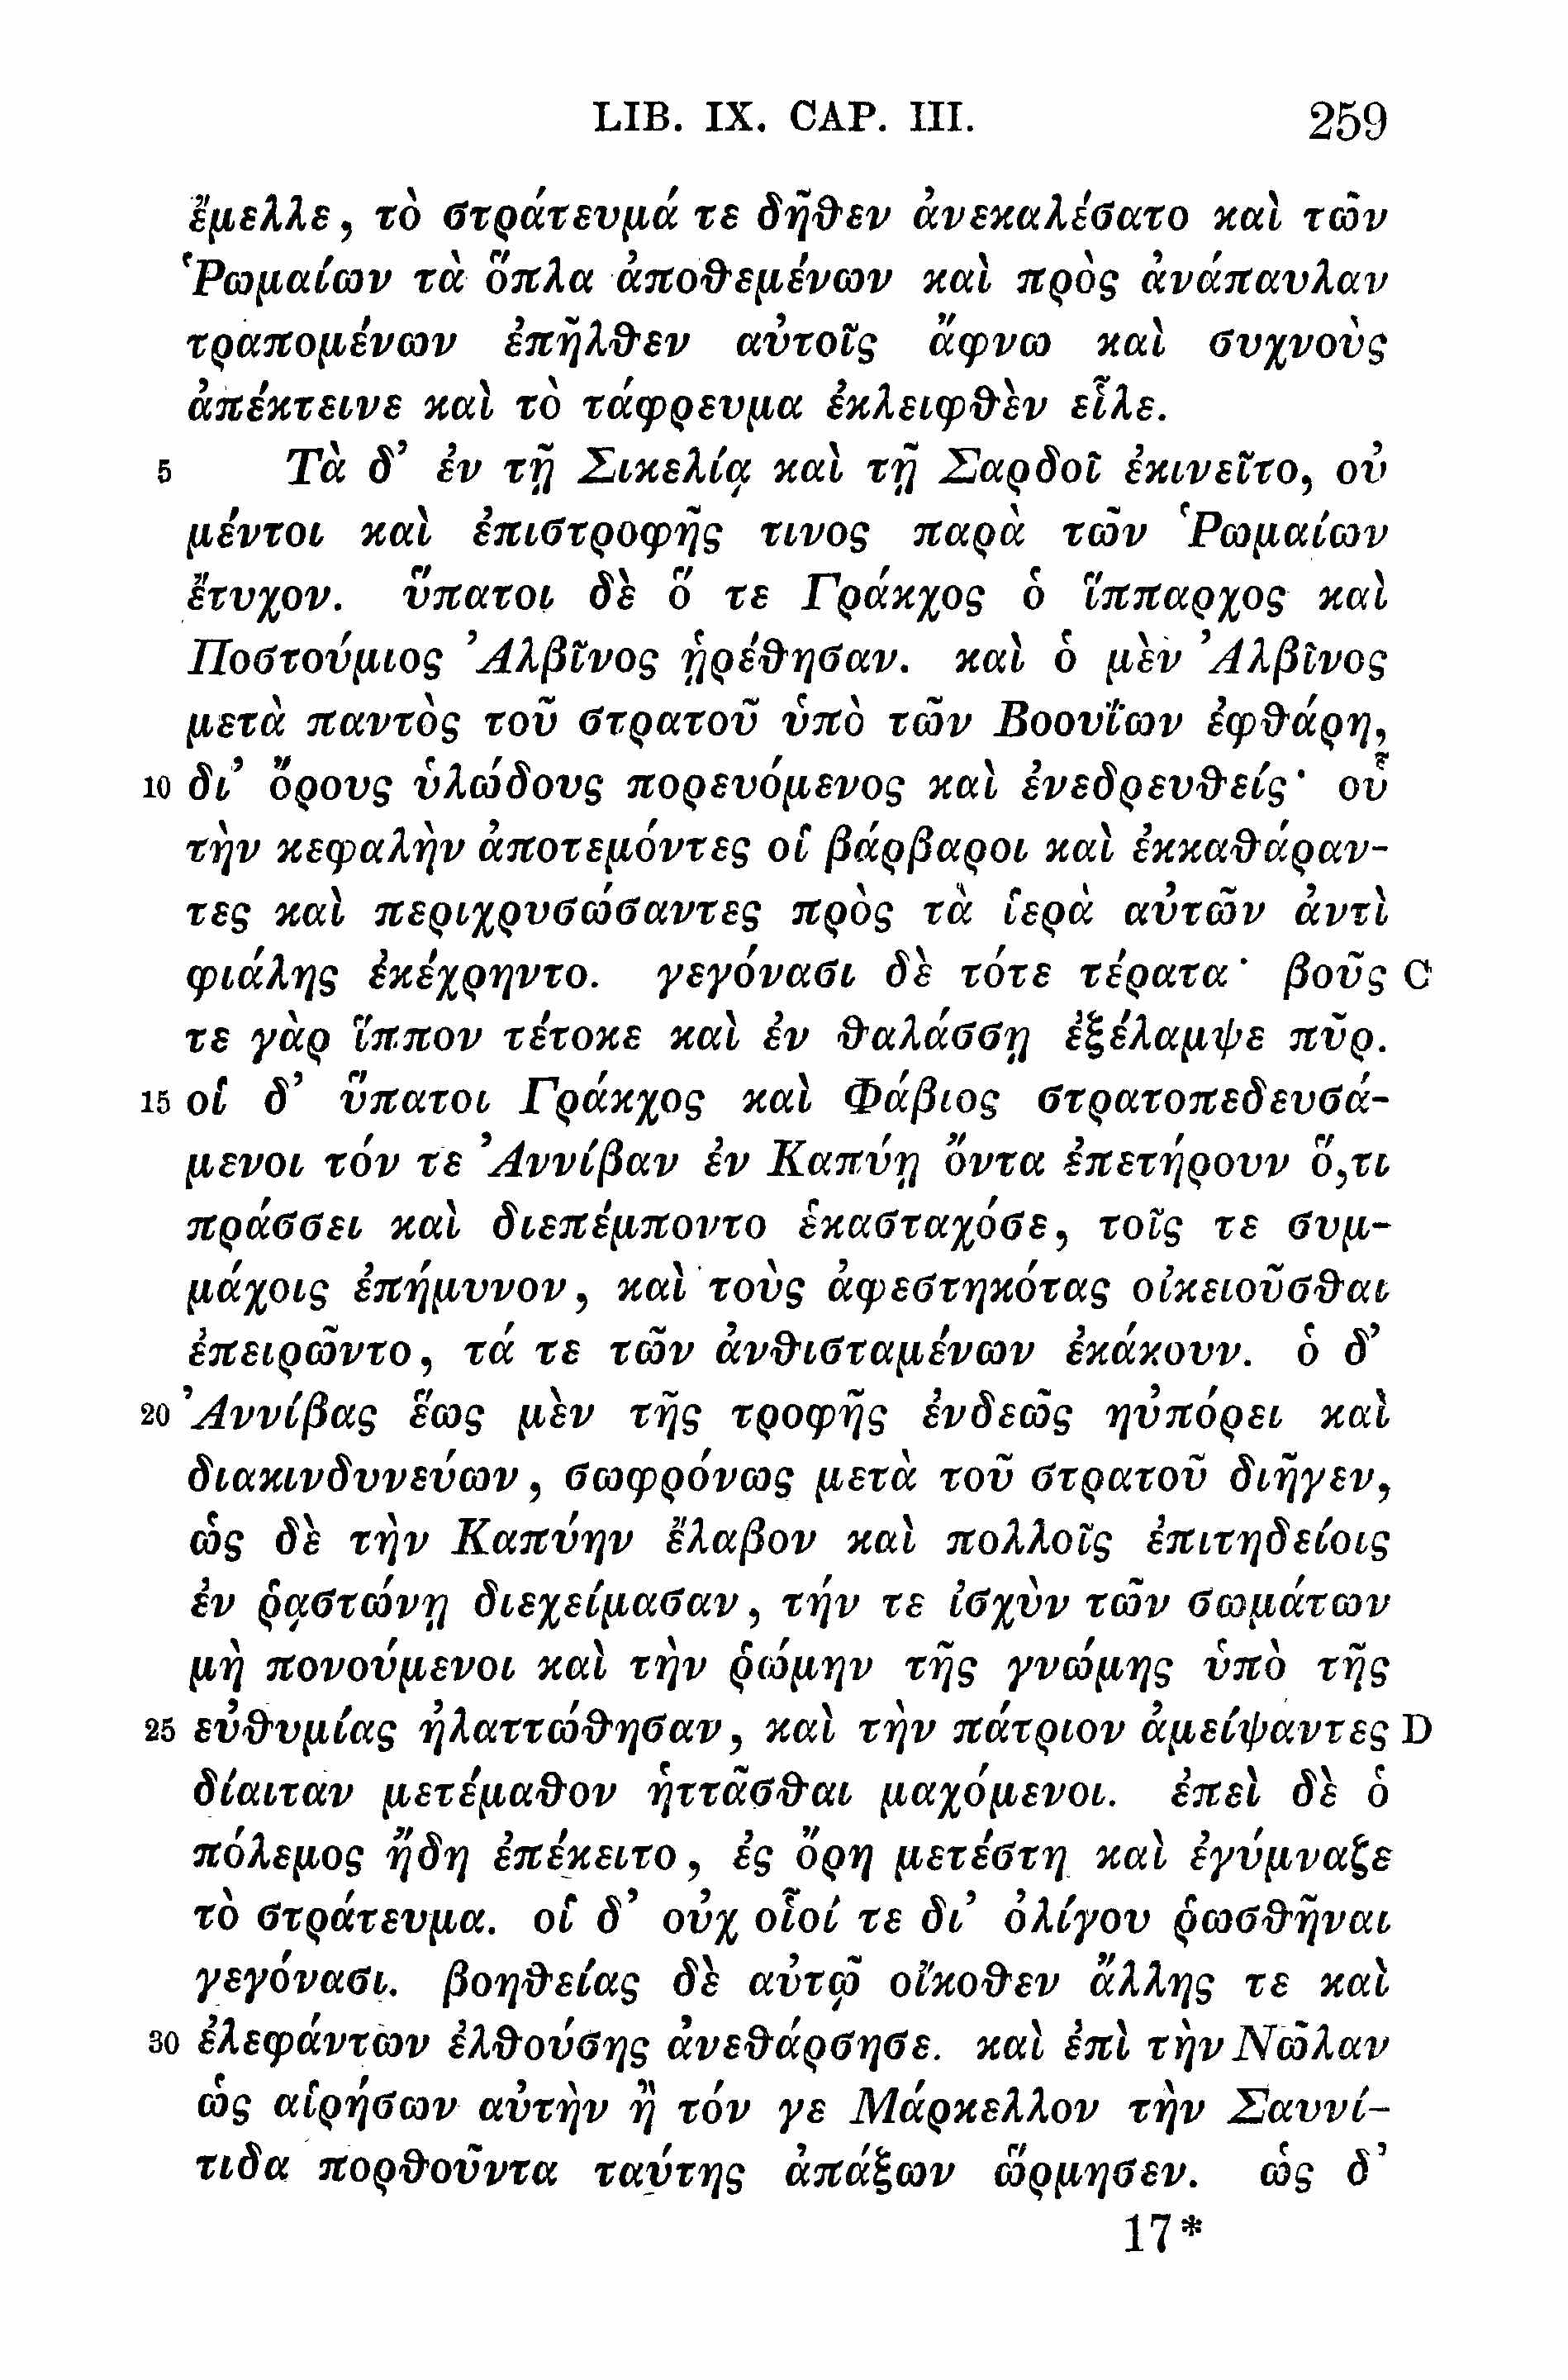 LIB. IX. CAP. III. 259
ἔμελλε, τὸ στράτευμά τε δῆθεν ἀνεκαλέσατο καὶ τῶν
Ῥωμαίων τὰ ὅπλα ἀποθεμένων καὶ πρὸς ἀνάπαυλαν
τραπομένων ἐπῆλθεν αὐτοῖς ἄφνω καὶ συχνοὺς
ἀπέκτεινε καὶ τὸ τάφρευμα ἐκλειφθὲν εἷλε.
5 Τὰ δ’ ἐν τῇ Σικελίᾳ καὶ τῇ Σαρδοῖ ἐκινεῖτο, οὐ
μέντοι καὶ ἐπιστροφῆς τινος παρὰ τῶν Ῥωμαίων
ἔτυχον. ὕπατοι δὲ ὅ τε Γράκχος ὁ ἵππαρχος καὶ
Ποστούμιος Ἀλβῖνος ᾑρέθησαν. καὶ ὁ μὲν Ἀλβῖνος
μετὰ παντὸς τοῦ στρατοῦ ὑπὸ τῶν Βοουΐων ἐφθάρη,
10 δι’ ὄρους ὑλώδους πορευόμενος καὶ ἐνεδρευθείς· οὗ
τὴν κεφαλὴν ἀποτεμόντες οἱ βάρβαροι καὶ ἐκκαθάραν-
τες καὶ περιχρυσώσαντες πρὸς τὰ ἱερὰ αὐτῶν ἀντὶ
φιάλης ἐκέχρηντο. γεγόνασι δὲ τότε τέρατα· βοῦς C
τε γὰρ ἵππον τέτοκε καὶ ἐν θαλάσσῃ ἐξέλαμψε πῦρ.
15 οἱ δ’ ὕπατοι Γράκχος καὶ Φάβιος στρατοπεδευσά-
μενοι τόν τε Ἀννίβαν ἐν Καπύῃ ὄντα ἐπετήρουν ὅ,τι
πράσσει καὶ διεπέμποντο ἑκασταχόσε, τοῖς τε συμ-
μάχοις ἐπήμυνον, καὶ τοὺς ἀφεστηκότας οἰκειοῦσθαι
ἐπειρῶντο, τά τε τῶν ἀνθισταμένων ἐκάκουν. ὁ δ’
20 Ἀννίβας ἕως μὲν τῆς τροφῆς ἐνδεῶς ηὐπόρει καὶ
διακινδυνεύων, σωφρόνως μετὰ τοῦ στρατοῦ διῆγεν,
ὡς δὲ τὴν Καπύην ἔλαβον καὶ πολλοῖς ἐπιτηδείοις
ἐν ῥᾳστώνῃ διεχείμασαν, τήν τε ἰσχὺν τῶν σωμάτων
μὴ πονούμενοι καὶ τὴν ῥώμην τῆς γνώμης ὑπὸ τῆς
25 εὐθυμίας ἠλαττώθησαν, καὶ τὴν πάτριον ἀμείψαντες D
δίαιταν μετέμαθον ἡττᾶσθαι μαχόμενοι. ἐπεὶ δὲ ὁ
πόλεμος ἤδη ἐπέκειτο, ἐς ὄρη μετέστη καὶ ἐγύμναξε
τὸ στράτευμα. οἱ δ’ οὐχ οἷοί τε δι’ ὀλίγου ῥωσθῆναι
γεγόνασι. βοηθείας δὲ αὐτῷ οἴκοθεν ἄλλης τε καὶ
30 ἐλεφάντων ἐλθούσης ἀνεθάρσησε. καὶ ἐπὶ τὴν Νῶλαν
ὡς αἱρήσων αὐτὴν ἢ τόν γε Μάρκελλον τὴν Σαυνί-
τιδα πορθοῦντα ταύτης ἀπάξων ὥρμησεν. ὡς δ’
17*